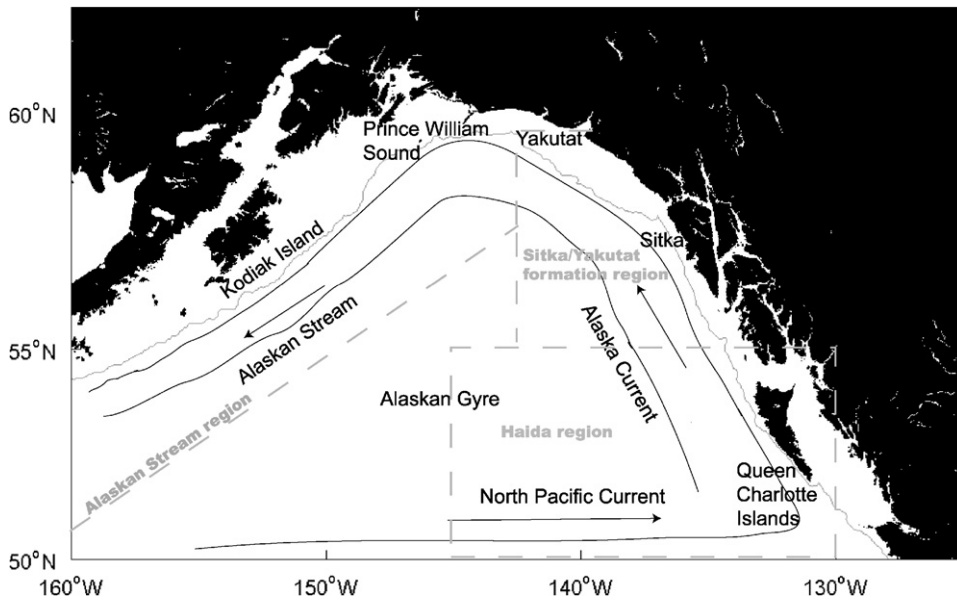 60°N
Prince William
Sound
Yakutat
Kodiak Island
Sitka
Sitka/Yakutat
formation region
Alaskan Stream
Alaska Current
55°N
Alaskan Gyre
Haida region
Alaskan Stream region
North Pacific Current
Queen
Charlotte
Islands
50°N
160°W
150°W
140°W
130°W